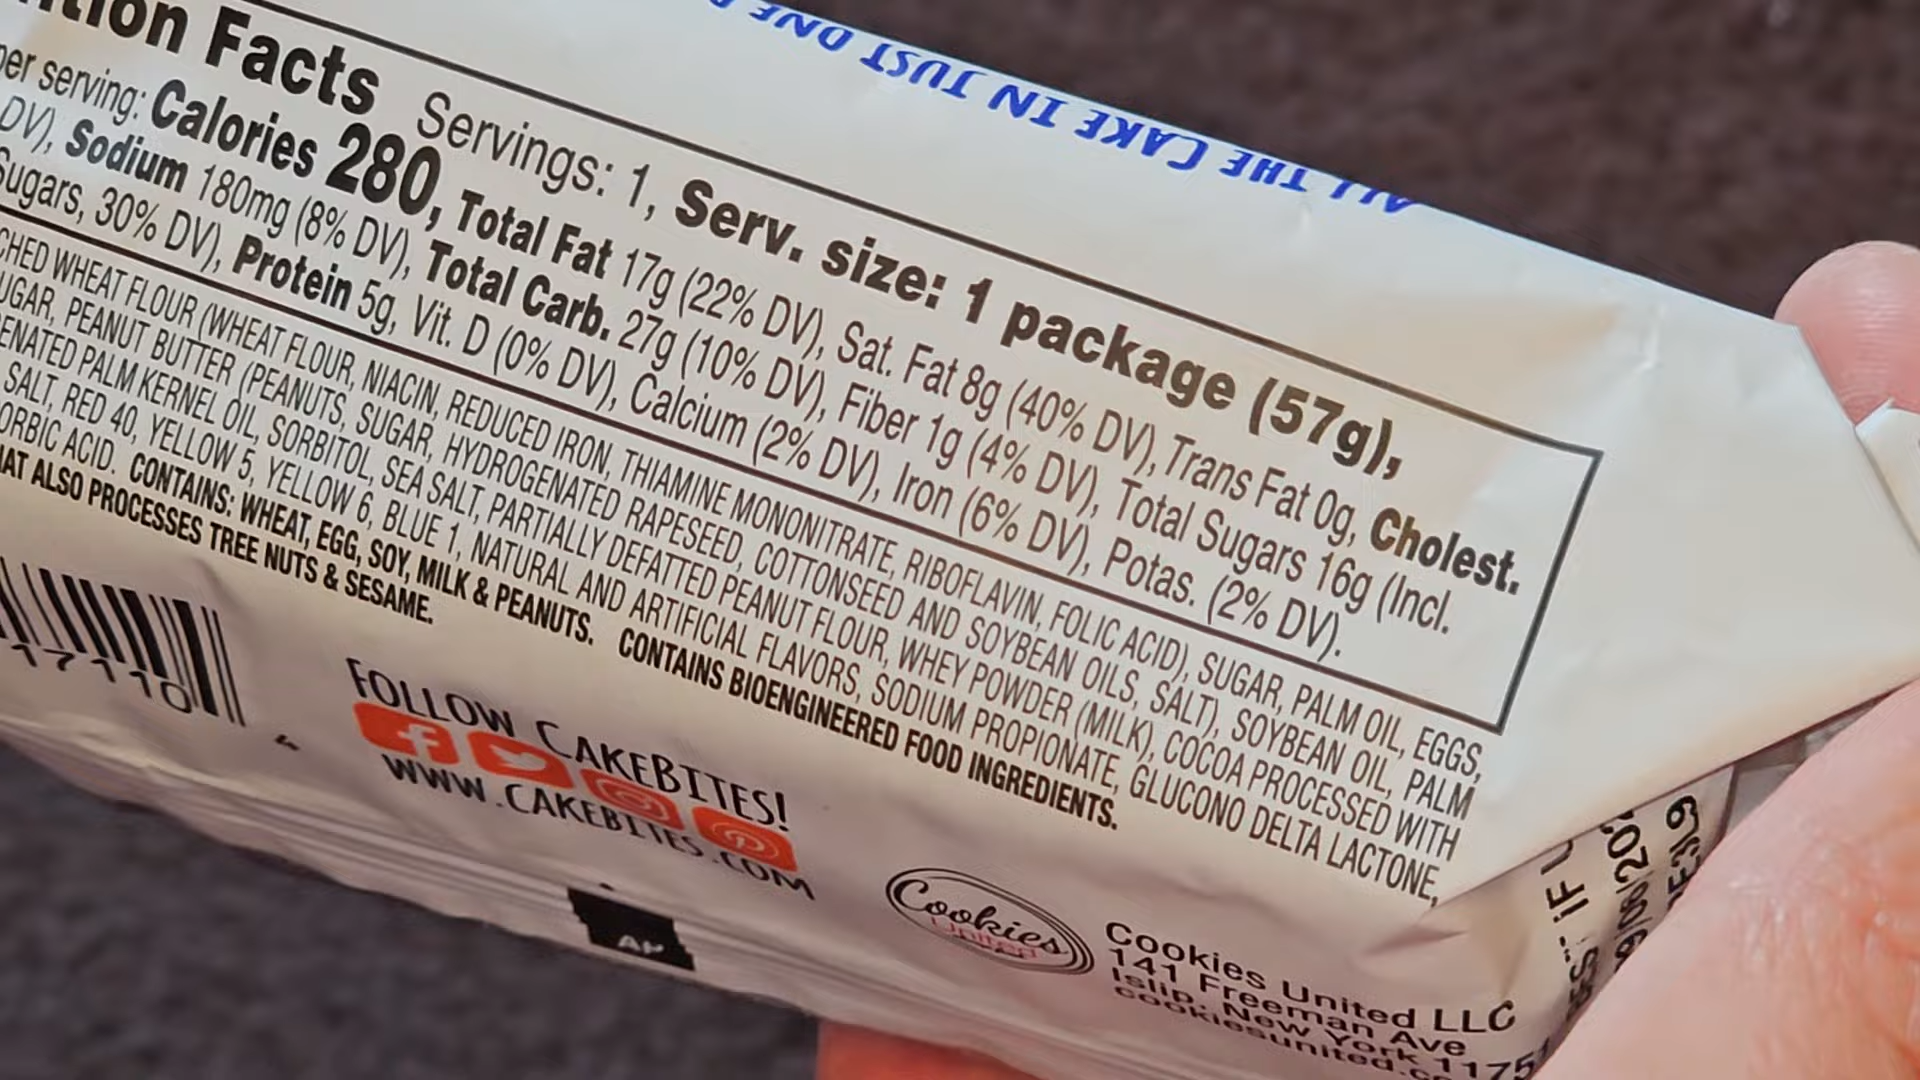 ALL THE CAKE IN JUST ONE
Facts Servings: 1, Serv. size: 1 package (57g),
per serving: Calories 280, Total Fat 17g (22% DV), Sat. Fat 8g (40% DV), Trans Fat 0g, Cholest.
DV), Sodium 180mg (8% DV), Total Carb. 27g (10% DV), Fiber 1g (4% DV), Total Sugars 16g (Incl.
Sugars, 30% DV), Protein 5g, Vit. D (0% DV), Calcium (2% DV), Iron (6% DV), Potas. (2% DV).
WHEAT FLOUR (WHEAT FLOUR, NIACIN, REDUCED IRON, THIAMINE MONONITRATE, RIBOFLAVIN, FOLIC ACID), SUGAR, PALM OIL, EGGS,
PEANUT BUTTER (PEANUTS, SUGAR, HYDROGENATED RAPESEED, COTTONSEED AND SOYBEAN OILS, SALT), SOYBEAN OIL, PALM
PALM KERNEL OIL, SORBITOL, SEA SALT, PARTIALLY DEFATTED PEANUT FLOUR, WHEY POWDER (MILK), COCOA PROCESSED WITH
SALT, RED 40, YELLOW 5, YELLOW 6, BLUE 1, NATURAL AND ARTIFICIAL FLAVORS, SODIUM PROPIONATE, GLUCONO DELTA LACTONE,
ACID. CONTAINS: WHEAT, EGG, SOY, MILK & PEANUTS. CONTAINS BIOENGINEERED FOOD INGREDIENTS.
ALSO PROCESSES TREE NUTS & SESAME.
17110 4
FOLLOW CAKEBITES!
WWW.CAKEBITES.COM
Cookies
United
Cookies United LLC
141 Freeman Ave
Islip, New York 1175
cookiesunited.c